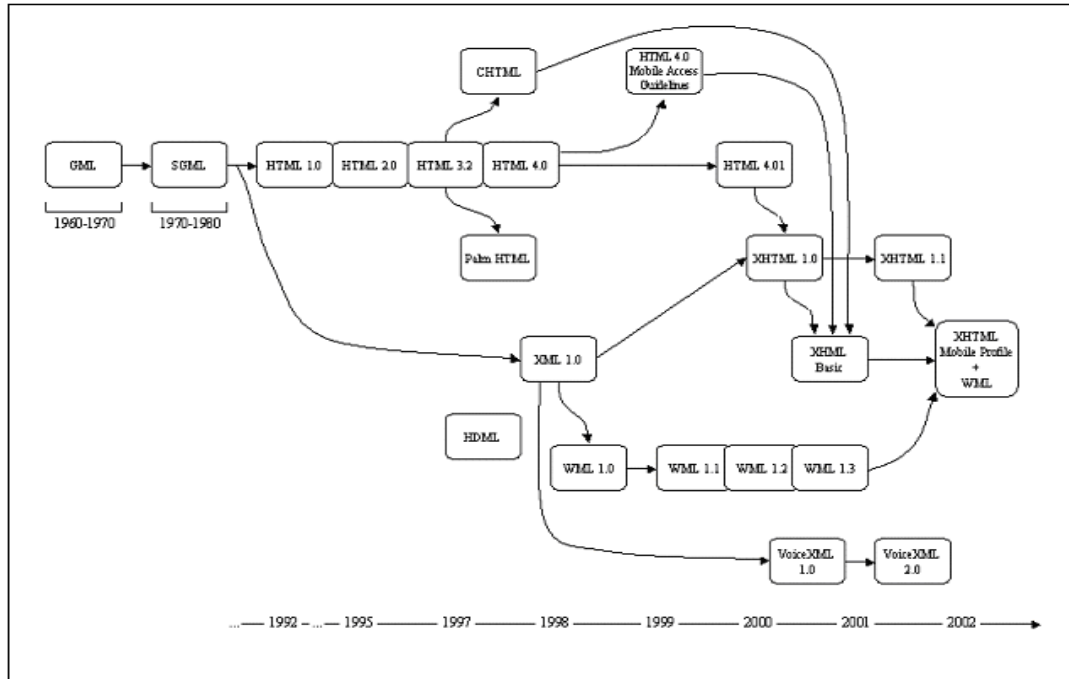 CHTML
HTML 4.0
Mobile Access
Guidelines
GML
SGML
HTML 1.0
HTML 2.0
HTML 3.2
HTML 4.0
HTML 4.01
1960-1970
1970-1980
Palm HTML
XHTML 1.0
XHTML 1.1
XML 1.0
XHML
Basic
XHTML
Mobile Profile
+
WML
HDML
WML 1.0
WML 1.1
WML 1.2
WML 1.3
VoiceXML
1.0
VoiceXML
2.0
... 1992 ... 1995 1997 1998 1999 2000 2001 2002